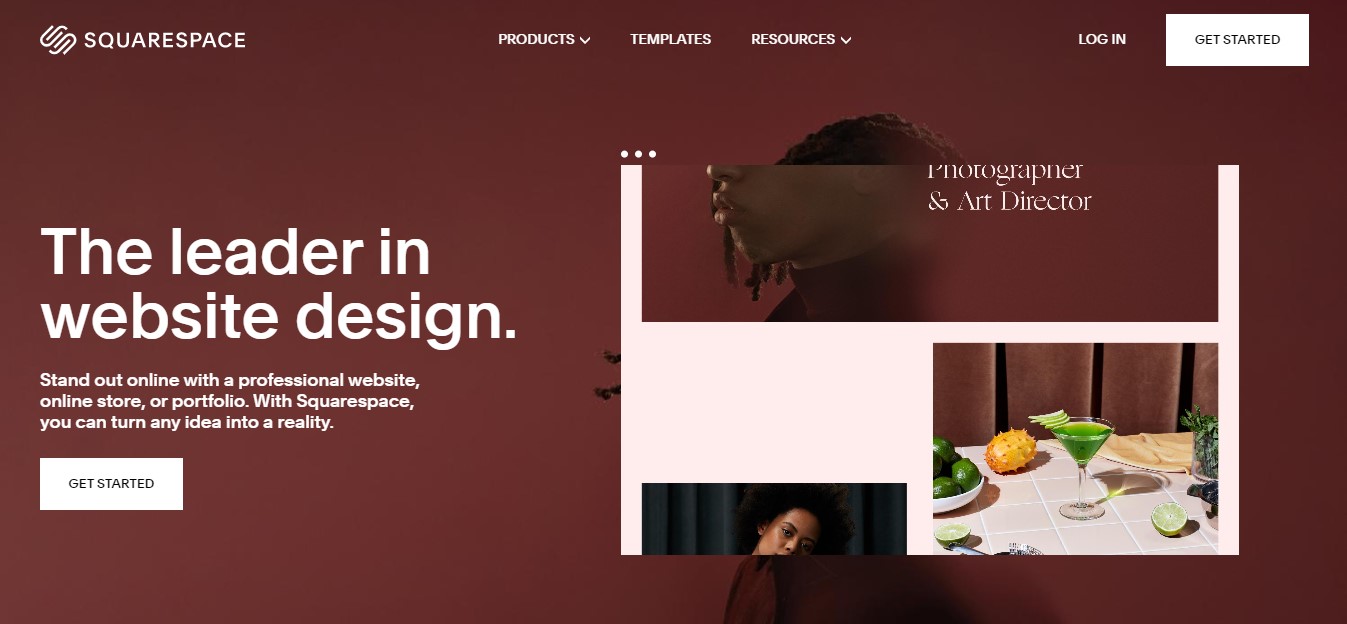 SQUARESPACE
PRODUCTS
TEMPLATES
RESOURCES
LOG IN
GET STARTED
Photographer
& Art Director
The leader in
website design.
Stand out online with a professional website,
online store, or portfolio. With Squarespace,
you can turn any idea into a reality.
GET STARTED